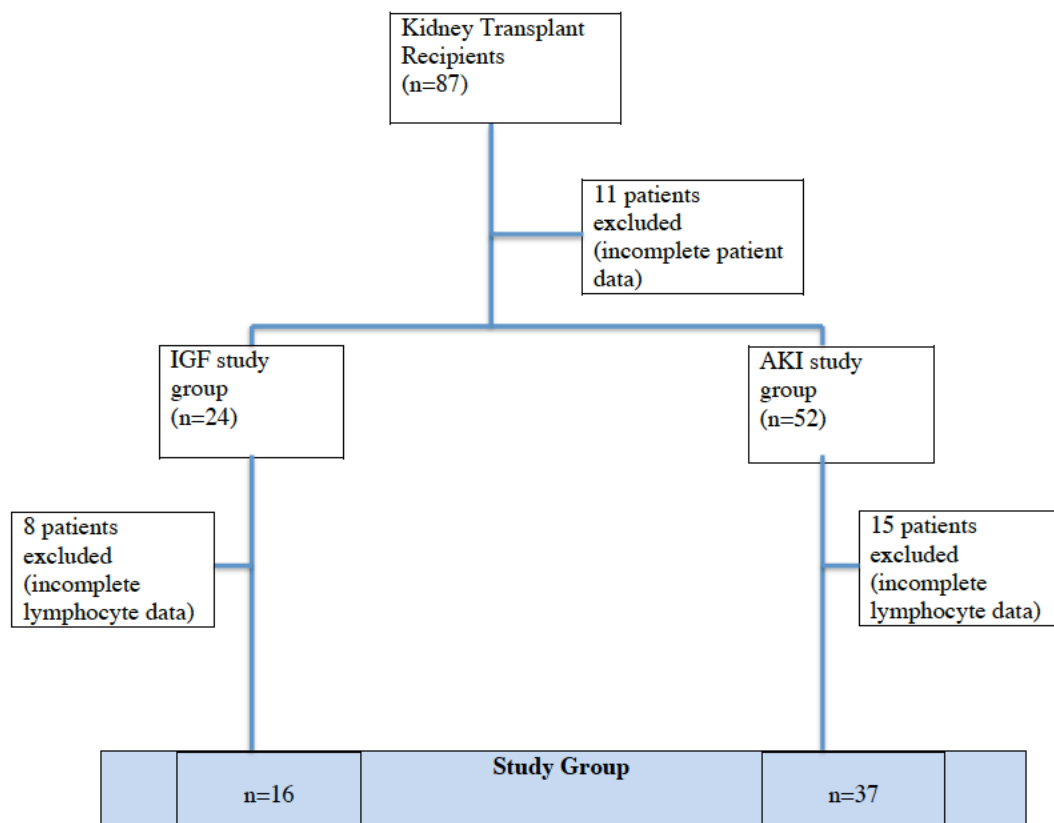 Kidney Transplant
Recipients
(n=87)
11 patients
excluded
(incomplete patient
data)
IGF study
group
(n=24)
AKI study
group
(n=52)
8 patients
excluded
(incomplete
lymphocyte data)
15 patients
excluded
(incomplete
lymphocyte data)
Study Group
n=16
n=37